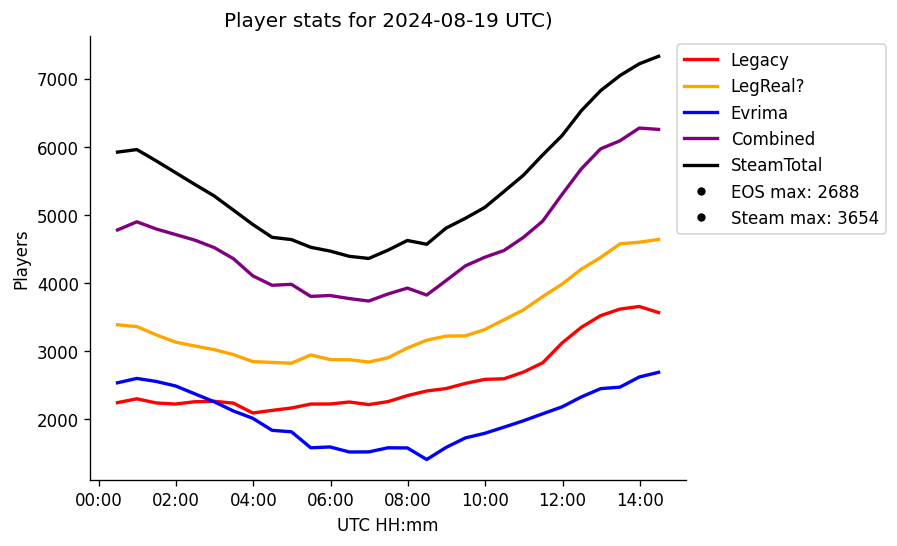 Player stats for 2024-08-19 UTC)
Legacy
LegReal?
Evrima
Combined
SteamTotal
EOS max: 2688
Steam max: 3654
Players
7000
6000
5000
4000
3000
2000
00:00 02:00 04:00 06:00 08:00 10:00 12:00 14:00
UTC HH:mm